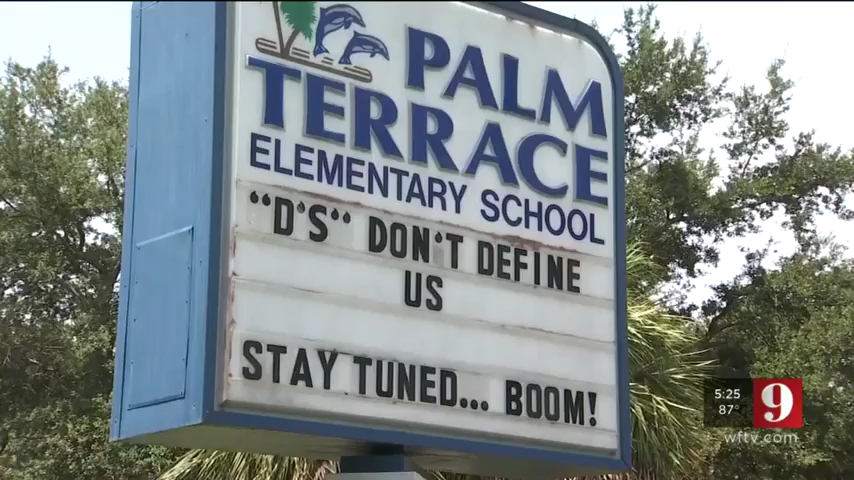 PALM
TERRACE
ELEMENTARY SCHOOL
"D'S" DON'T DEFINE
US
STAY TUNED... BOOM!
5:25
87°
9
wftv.com